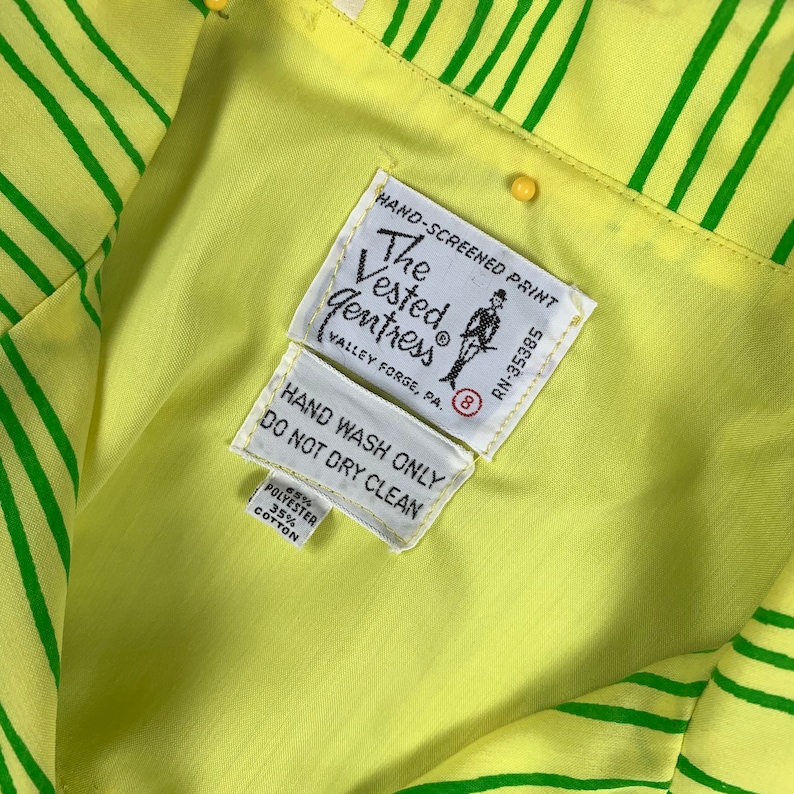 HAND-SCREENED PRINT
The
Vested
Gentress®
VALLEY FORGE, PA.
8
RN-35385
HAND WASH ONLY
DO NOT DRY CLEAN
65%
POLYESTER
35%
COTTON